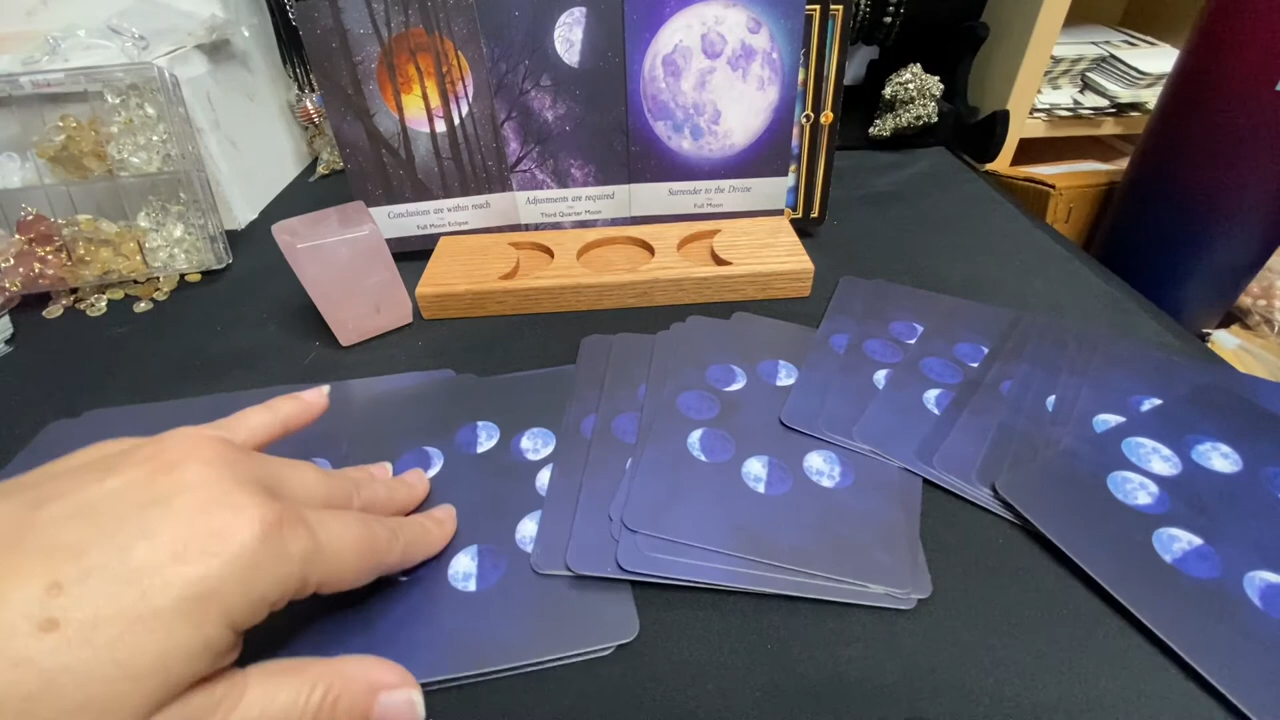 Conclusions are within reach
Full Moon Eclipse
Adjustments are required
Third Quarter Moon
Surrender to the Divine
Full Moon